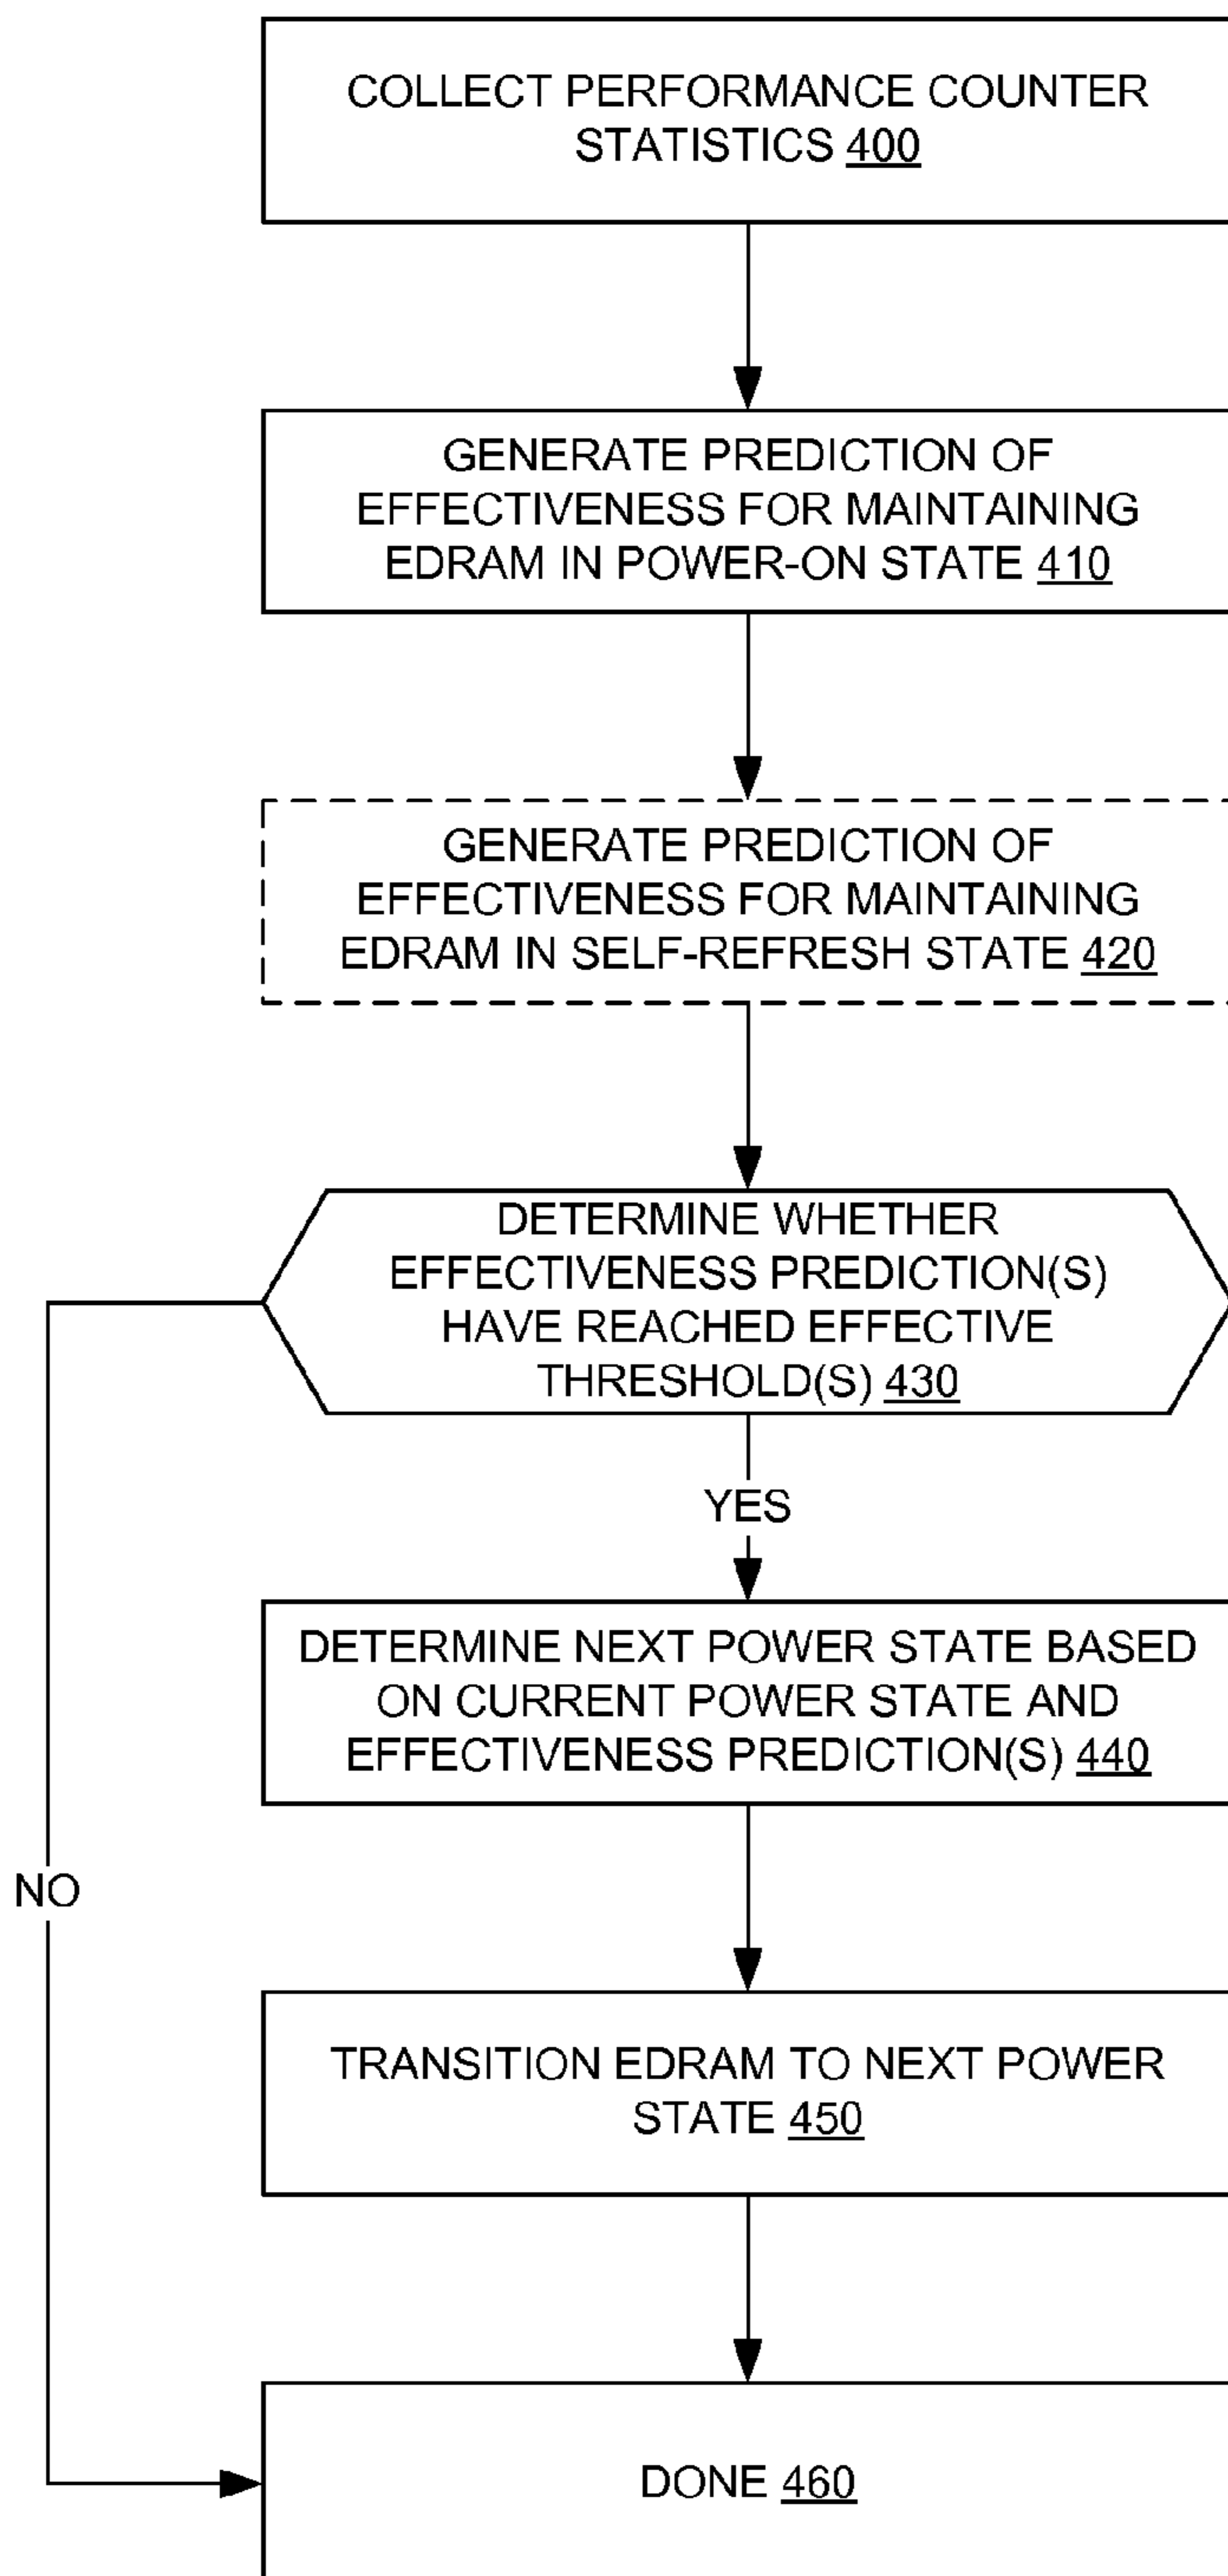 COLLECT PERFORMANCE COUNTER
STATISTICS 400
GENERATE PREDICTION OF
EFFECTIVENESS FOR MAINTAINING
EDRAM IN POWER-ON STATE 410
GENERATE PREDICTION OF
EFFECTIVENESS FOR MAINTAINING
EDRAM IN SELF-REFRESH STATE 420
DETERMINE WHETHER
EFFECTIVENESS PREDICTION(S)
HAVE REACHED EFFECTIVE
THRESHOLD(S) 430
YES
DETERMINE NEXT POWER STATE BASED
ON CURRENT POWER STATE AND
EFFECTIVENESS PREDICTION(S) 440
NO
TRANSITION EDRAM TO NEXT POWER
STATE 450
DONE 460